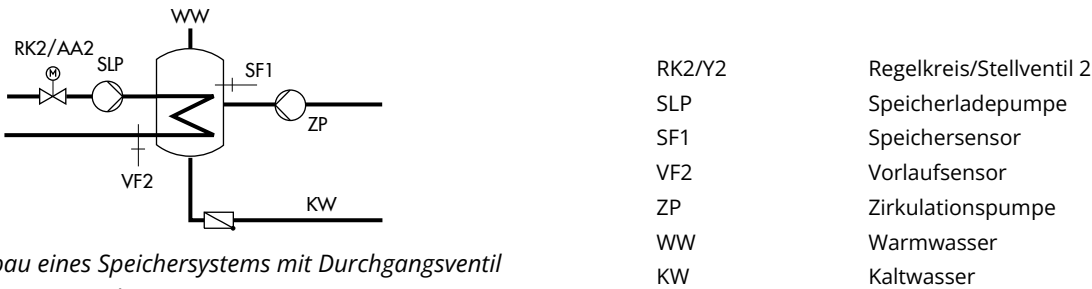 WW
RK2/AA2
M
SLP
SF1
ZP
VF2
KW
eines Speichersystems mit Durchgangsventil
RK2/Y2 Regelkreis/Stellventil 2
SLP Speicherladepumpe
SF1 Speichersensor
VF2 Vorlaufsensor
ZP Zirkulationspumpe
WW Warmwasser
KW Kaltwasser